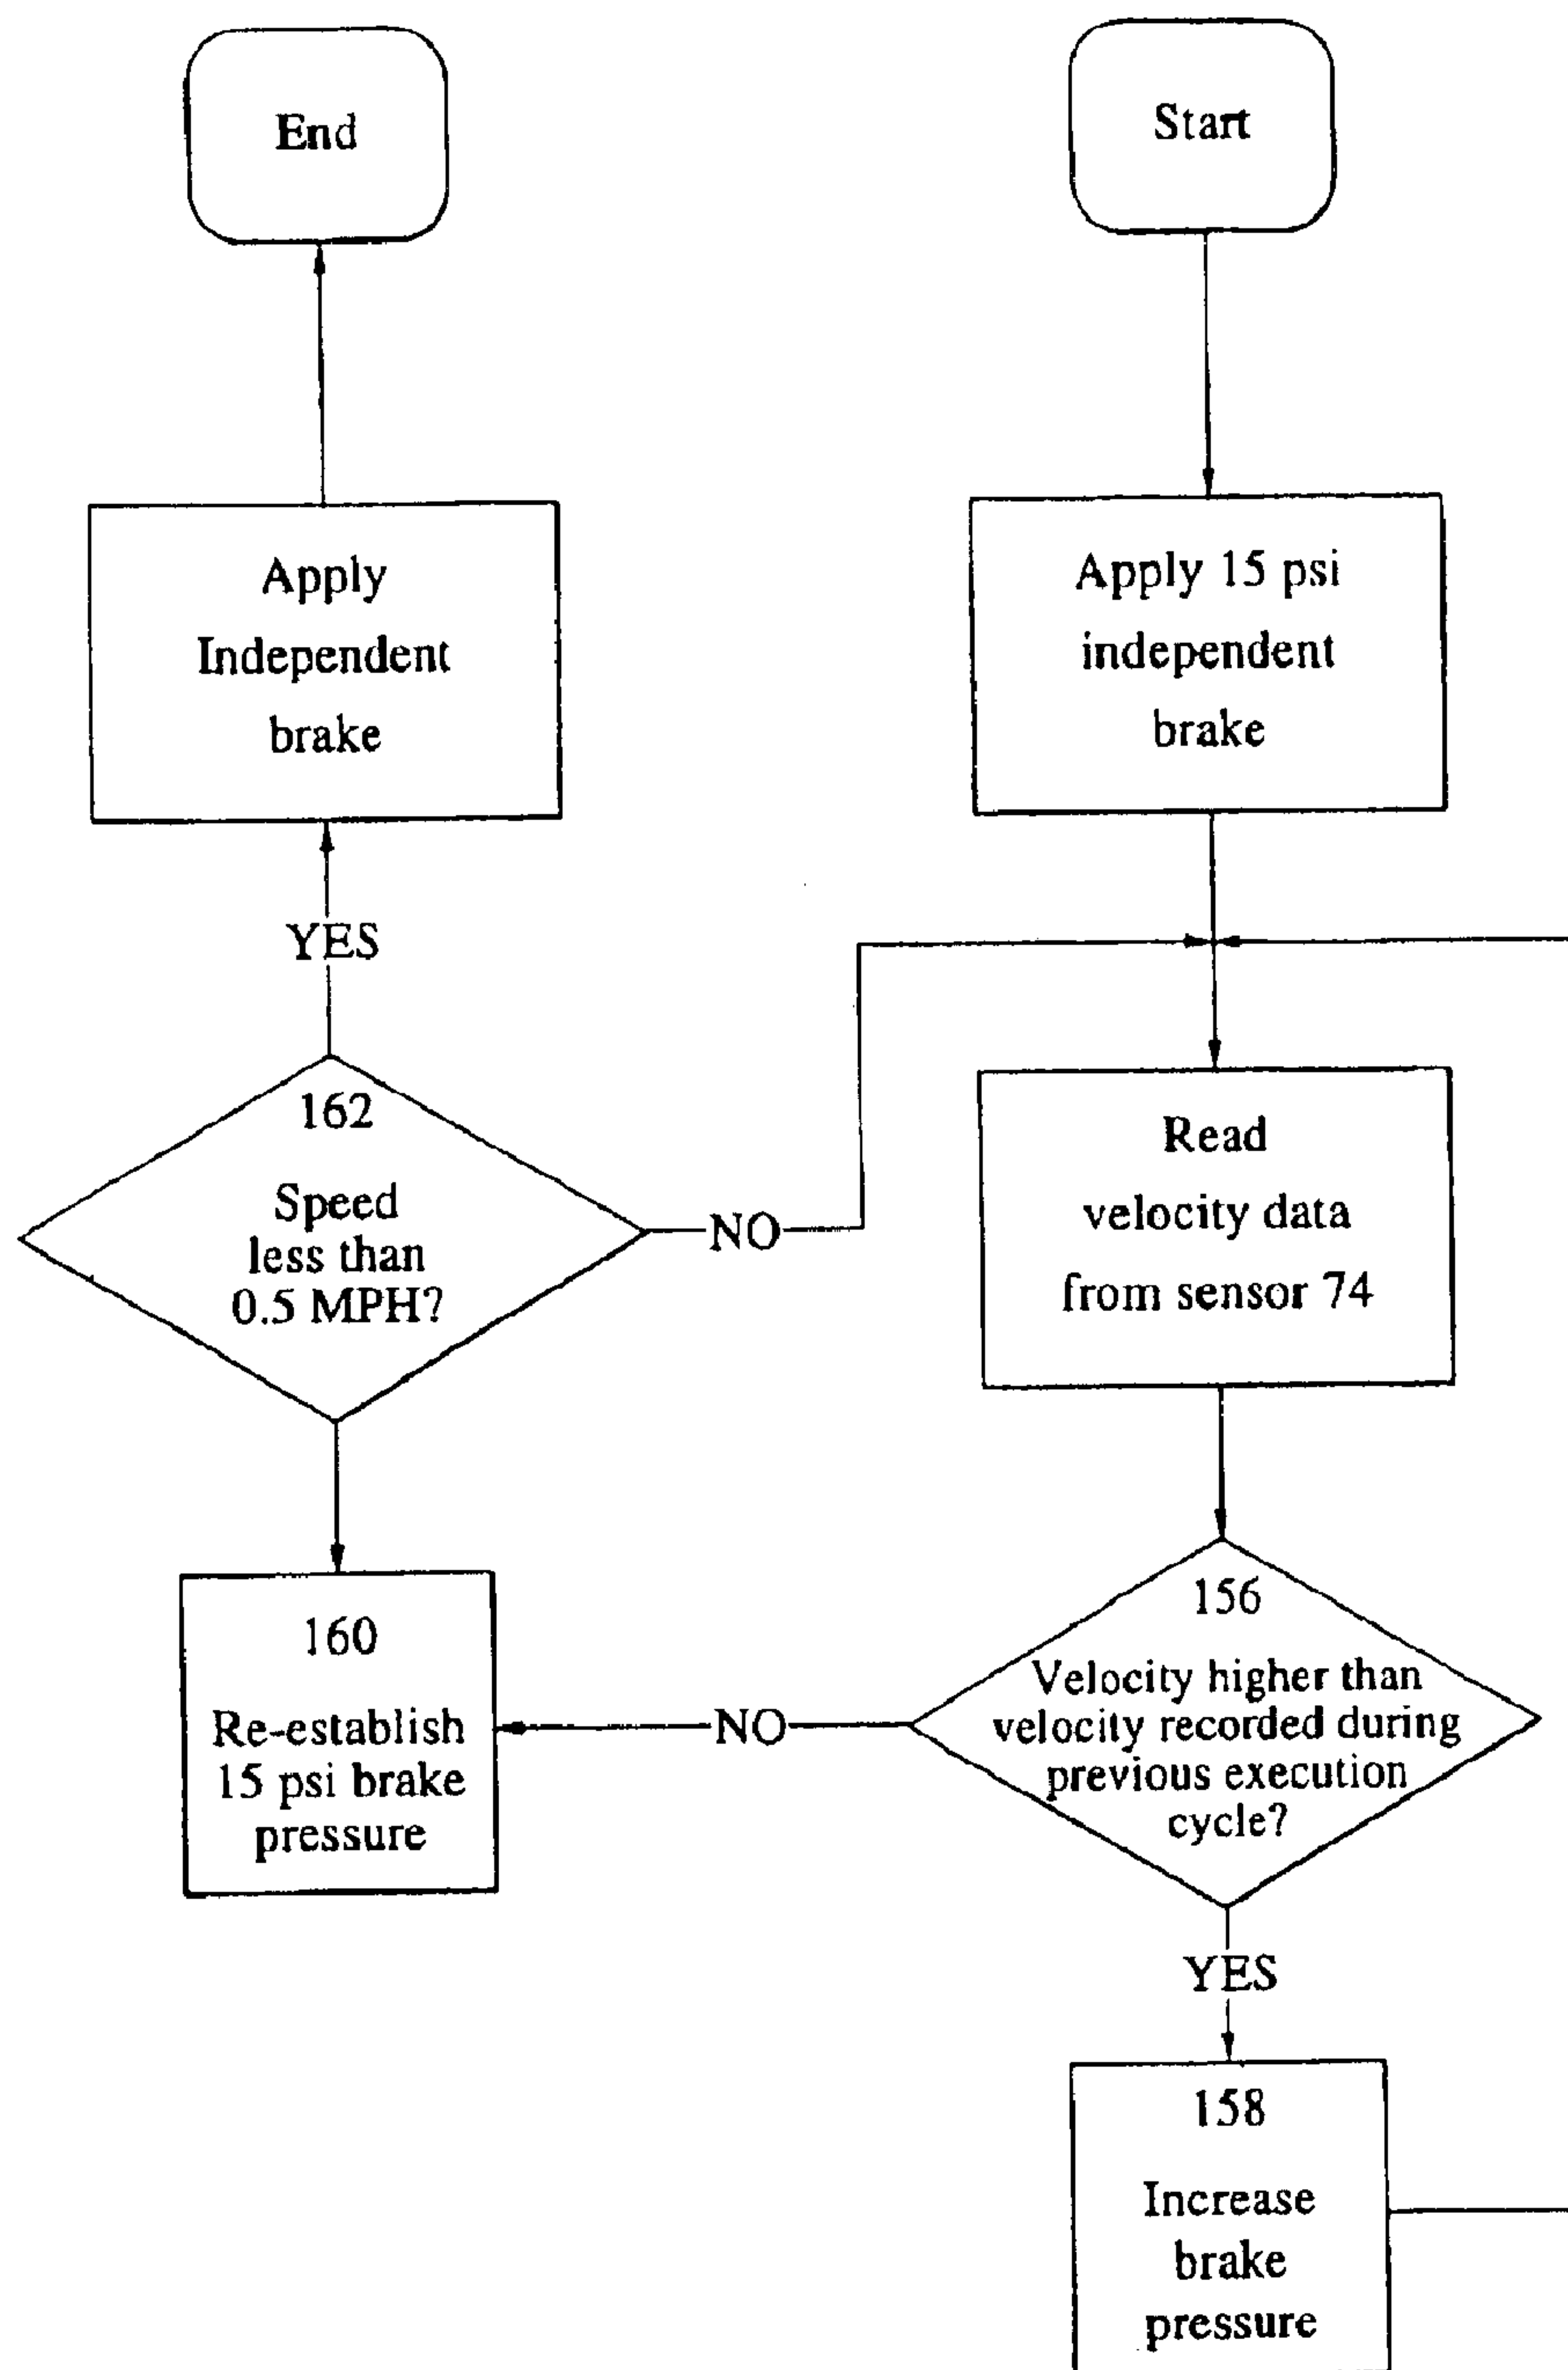 End
Start
Apply
Independent
brake
Apply 15 psi
independent
brake
YES
162
Speed
less than
0.5 MPH?
NO
Read
velocity data
from sensor 74
160
Re-establish
15 psi brake
pressure
NO
156
Velocity higher than
velocity recorded during
previous execution
cycle?
YES
158
Increase
brake
pressure